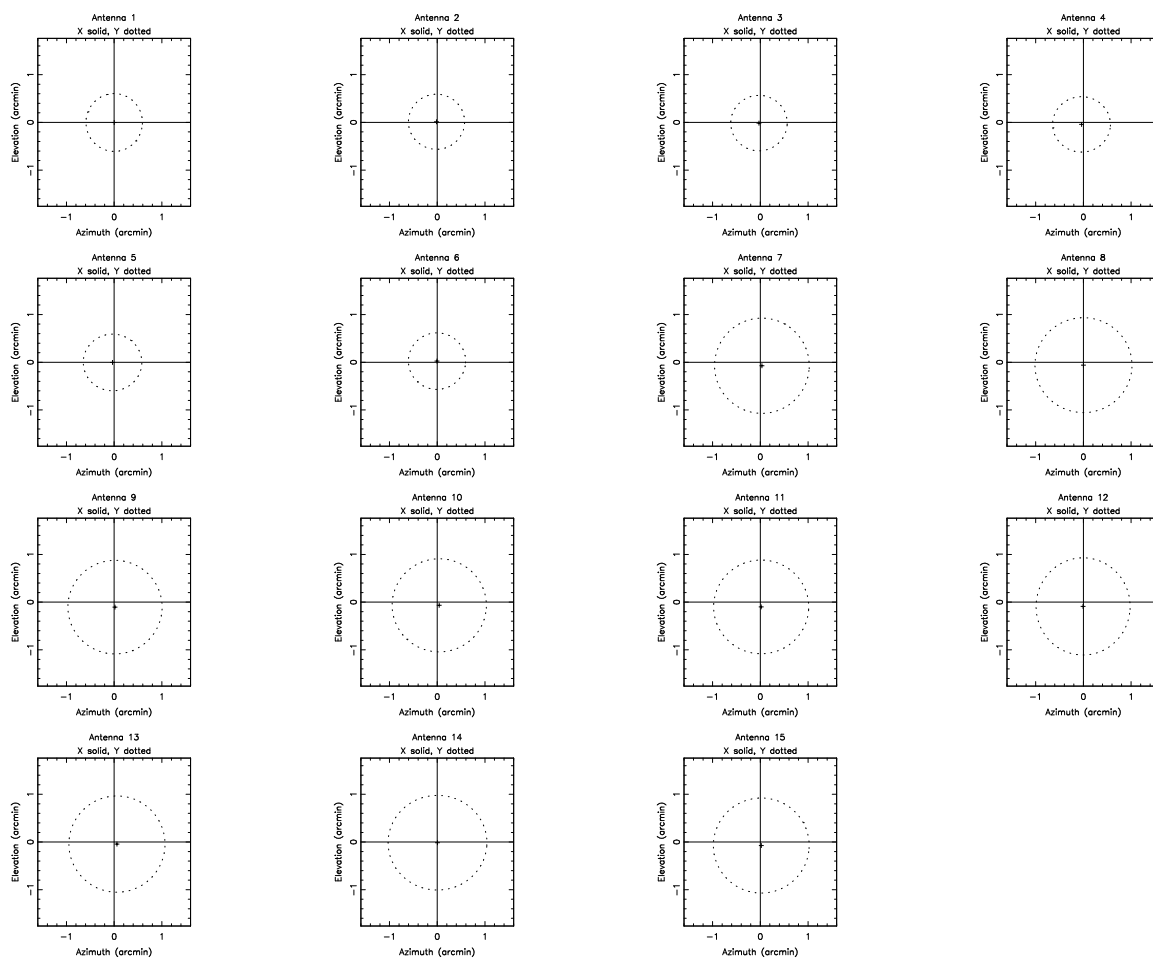 Antenna 1
X solid, Y dotted
Elevation (arcmin)
1
0
−1
−1 0 1
Azimuth (arcmin)
Antenna 2
X solid, Y dotted
Elevation (arcmin)
1
0
−1
−1 0 1
Azimuth (arcmin)
Antenna 3
X solid, Y dotted
Elevation (arcmin)
1
0
−1
−1 0 1
Azimuth (arcmin)
Antenna 4
X solid, Y dotted
Elevation (arcmin)
1
0
−1
−1 0 1
Azimuth (arcmin)
Antenna 5
X solid, Y dotted
Elevation (arcmin)
1
0
−1
−1 0 1
Azimuth (arcmin)
Antenna 6
X solid, Y dotted
Elevation (arcmin)
1
0
−1
−1 0 1
Azimuth (arcmin)
Antenna 7
X solid, Y dotted
Elevation (arcmin)
1
0
−1
−1 0 1
Azimuth (arcmin)
Antenna 8
X solid, Y dotted
Elevation (arcmin)
1
0
−1
−1 0 1
Azimuth (arcmin)
Antenna 9
X solid, Y dotted
Elevation (arcmin)
1
0
−1
−1 0 1
Azimuth (arcmin)
Antenna 10
X solid, Y dotted
Elevation (arcmin)
1
0
−1
−1 0 1
Azimuth (arcmin)
Antenna 11
X solid, Y dotted
Elevation (arcmin)
1
0
−1
−1 0 1
Azimuth (arcmin)
Antenna 12
X solid, Y dotted
Elevation (arcmin)
1
0
−1
−1 0 1
Azimuth (arcmin)
Antenna 13
X solid, Y dotted
Elevation (arcmin)
1
0
−1
−1 0 1
Azimuth (arcmin)
Antenna 14
X solid, Y dotted
Elevation (arcmin)
1
0
−1
−1 0 1
Azimuth (arcmin)
Antenna 15
X solid, Y dotted
Elevation (arcmin)
1
0
−1
−1 0 1
Azimuth (arcmin)